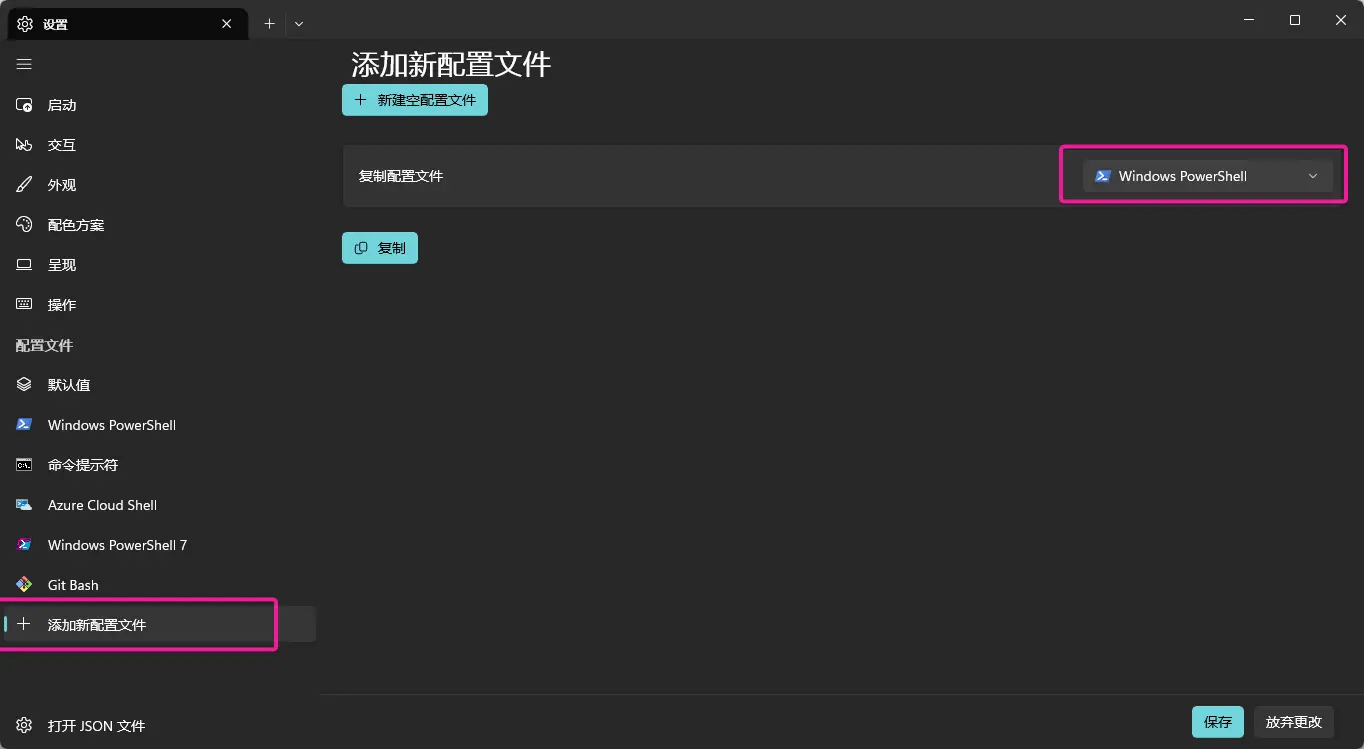 设置
启动
交互
外观
配色方案
呈现
操作
配置文件
默认值
Windows PowerShell
命令提示符
Azure Cloud Shell
Windows PowerShell 7
Git Bash
添加新配置文件
打开 JSON 文件
添加新配置文件
新建空配置文件
复制配置文件
Windows PowerShell
复制
保存
放弃更改